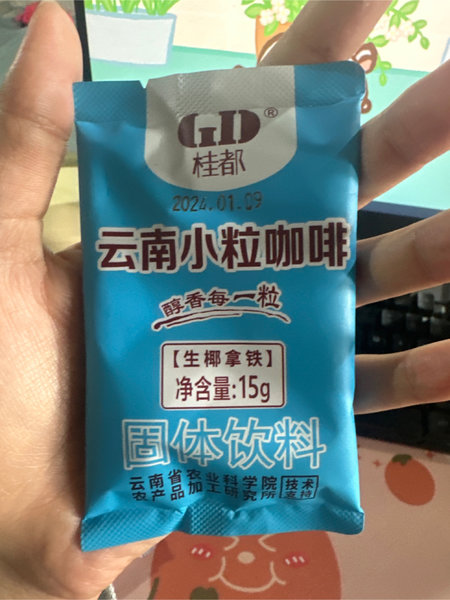 GD®
桂都
2024.01.09
云南小粒咖啡
醇香每一粒
【生椰拿铁】
净含量:15g
固体饮料
云南省农业科学院 技术
农产品加工研究所 支持